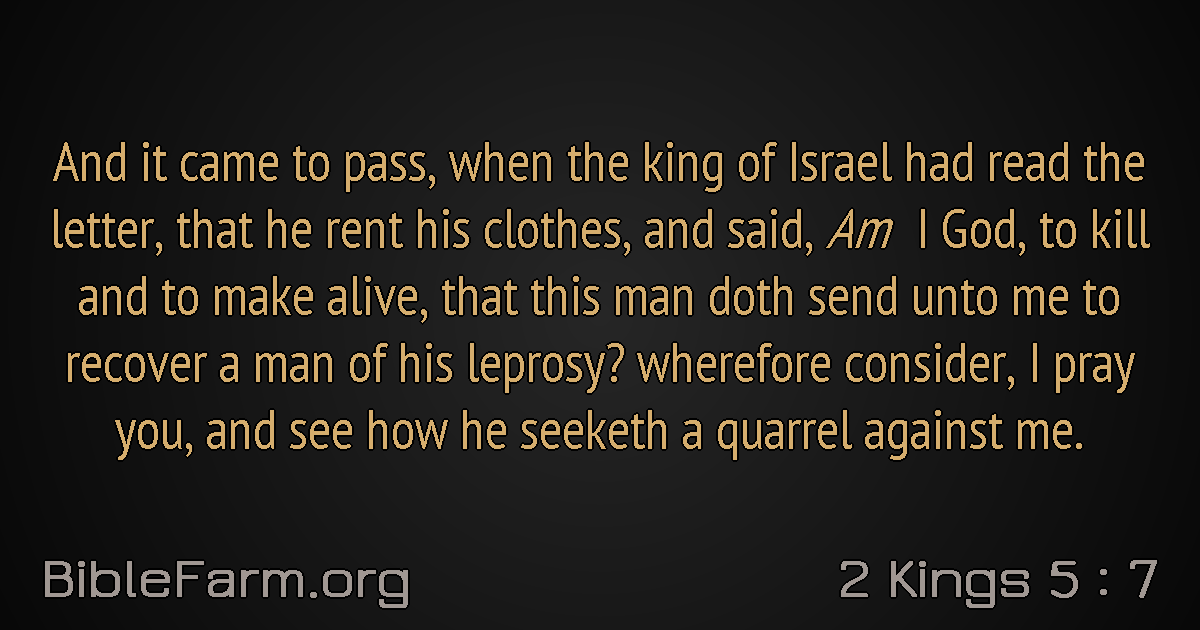 And it came to pass, when the king of Israel had read the
letter, that he rent his clothes, and said, Am I God, to kill
and to make alive, that this man doth send unto me to
recover a man of his leprosy? wherefore consider, I pray
you, and see how he seeketh a quarrel against me.
BibleFarm.org
2 Kings 5 : 7